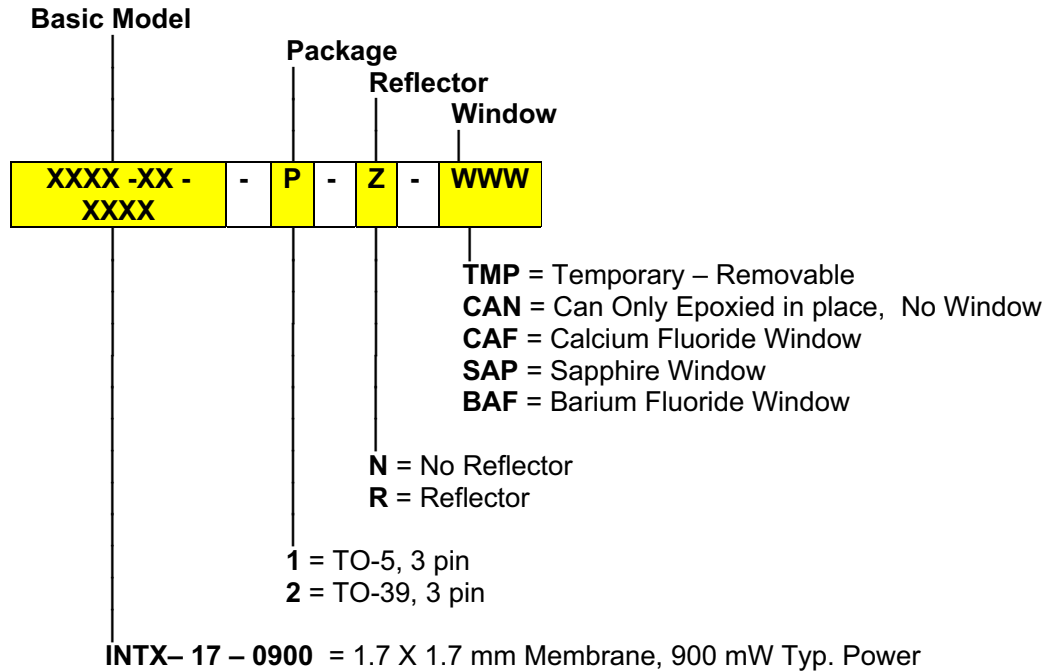 Basic Model
Package
Reflector
Window
XXXX -XX - - P - Z - WWW
XXXX
TMP = Temporary – Removable
CAN = Can Only Epoxied in place, No Window
CAF = Calcium Fluoride Window
SAP = Sapphire Window
BAF = Barium Fluoride Window
N = No Reflector
R = Reflector
1 = TO-5, 3 pin
2 = TO-39, 3 pin
INTX– 17 – 0900 = 1.7 X 1.7 mm Membrane, 900 mW Typ. Power